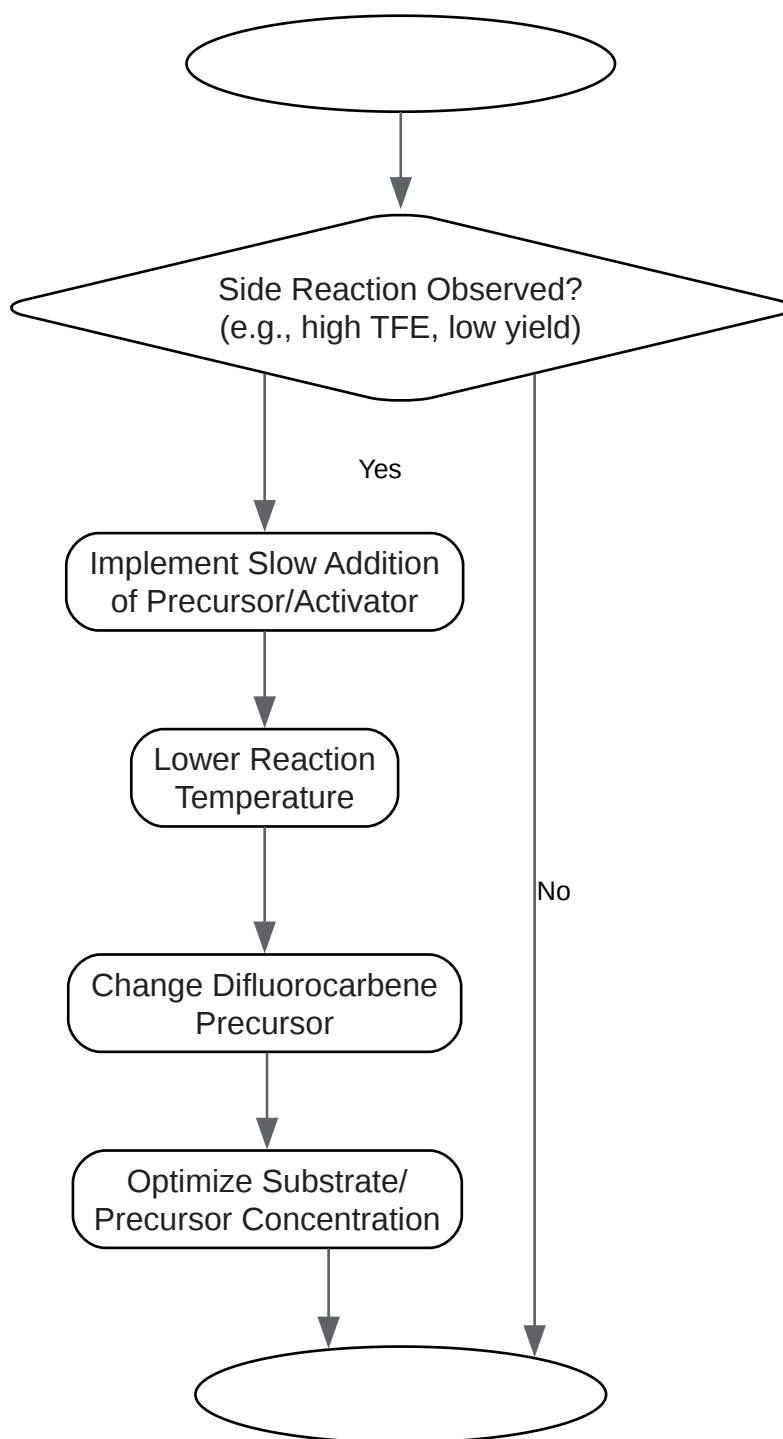 Side Reaction Observed?
(e.g., high TFE, low yield)
Yes
Implement Slow Addition
of Precursor/Activator
Lower Reaction
Temperature
No
Change Difluorocarbene
Precursor
Optimize Substrate/
Precursor Concentration